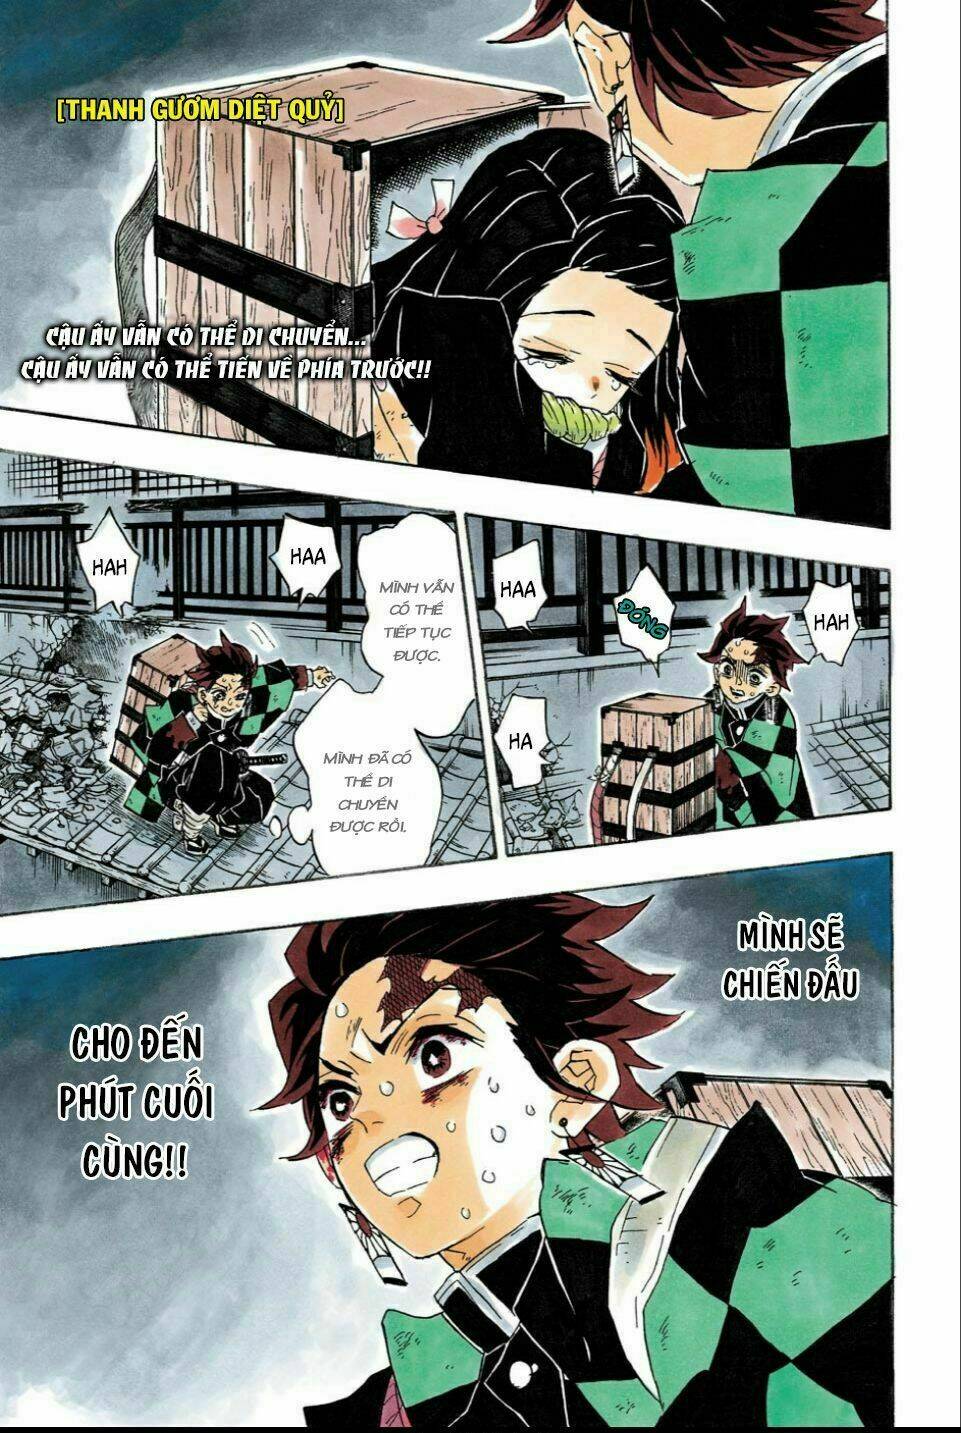 [THANH GƯƠM DIỆT QUỶ]
CẬU ẤY VẪN CÓ THỂ DI CHUYỂN...
CẬU ẤY VẪN CÓ THỂ TIẾN VỀ PHÍA TRƯỚC!!
HAH
ĐÓNG
HAA
HA
MÌNH VẪN
CÓ THỂ
TIẾP TỤC
ĐƯỢC.
MÌNH ĐÃ CÓ
THỂ DI
CHUYỂN
ĐƯỢC RỒI.
HAA
HAH
MÌNH SẼ
CHIẾN ĐẤU
CHO ĐẾN
PHÚT CUỐI
CÙNG!!